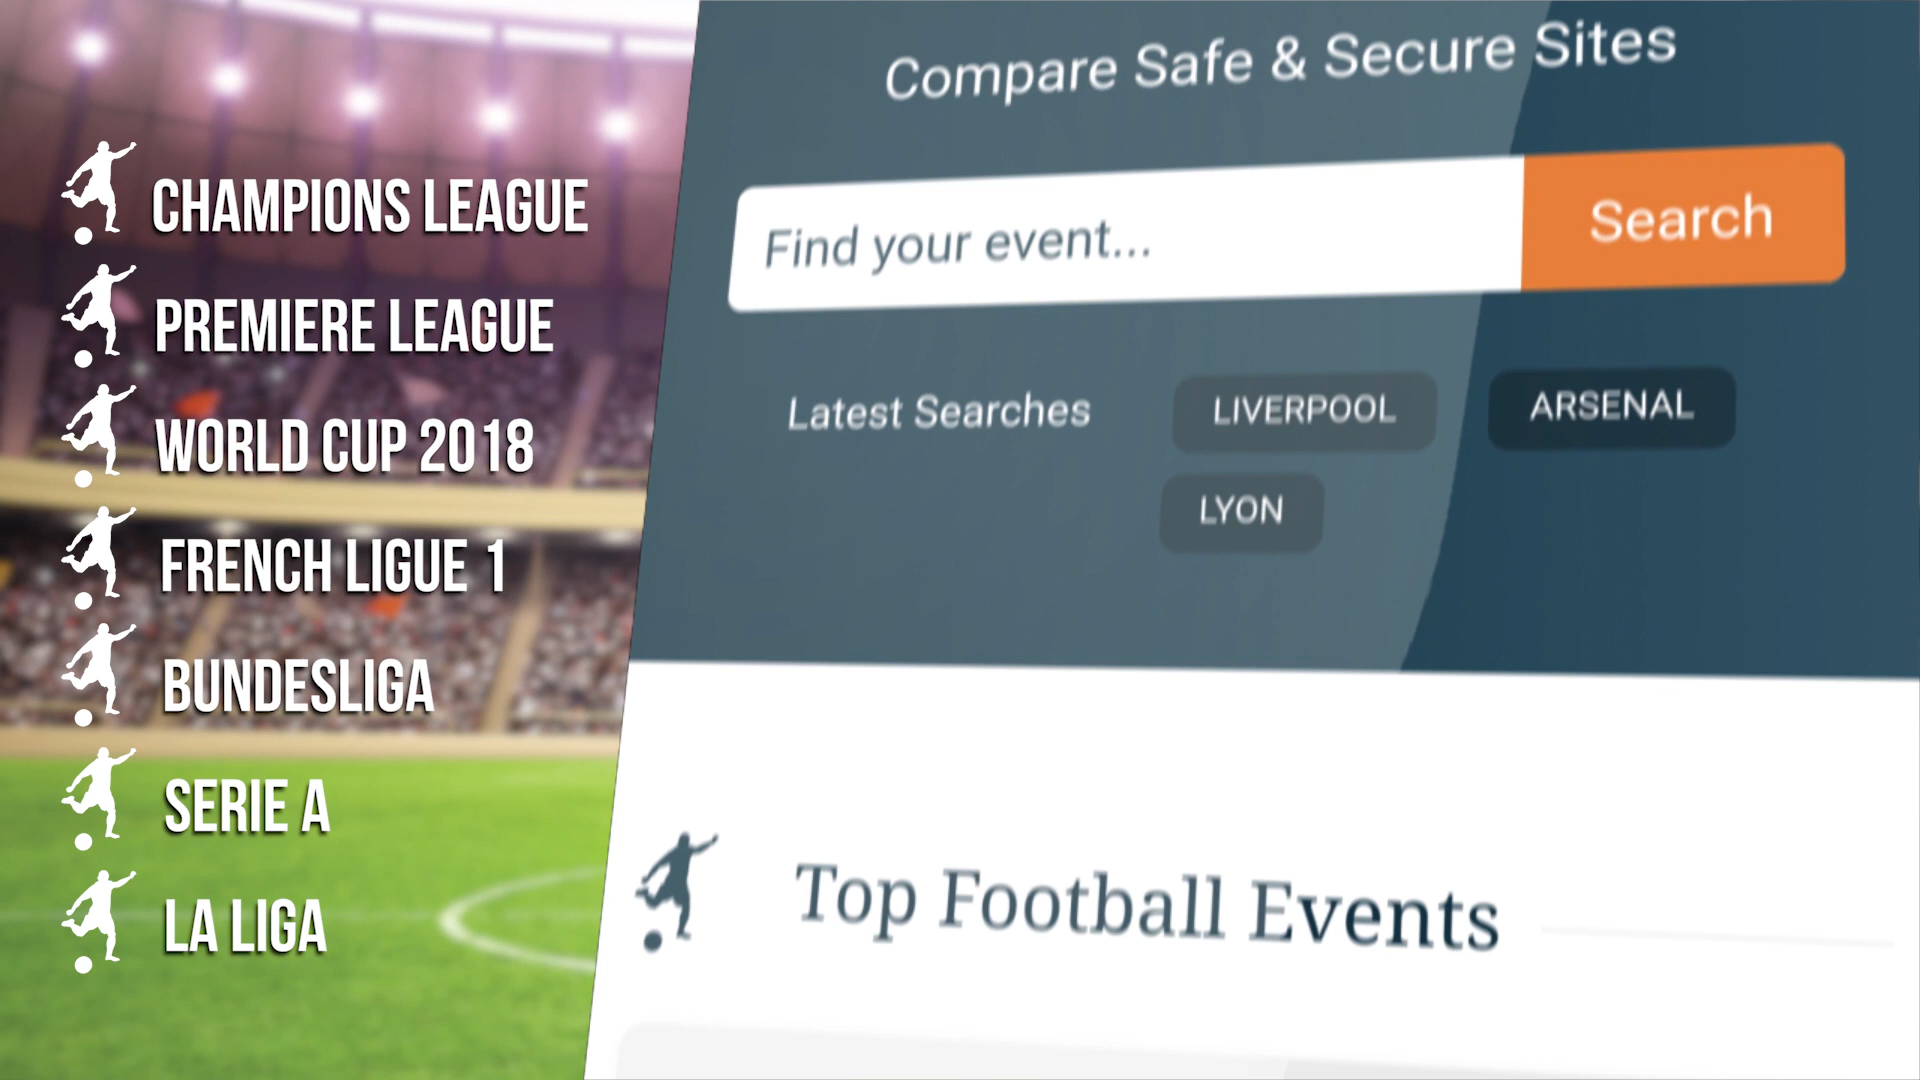 CHAMPIONS LEAGUE
PREMIERE LEAGUE
WORLD CUP 2018
FRENCH LIGUE 1
BUNDESLIGA
SERIE A
LA LIGA
Compare Safe & Secure Sites
Find your event...
Search
Latest Searches
LIVERPOOL
ARSENAL
LYON
Top Football Events